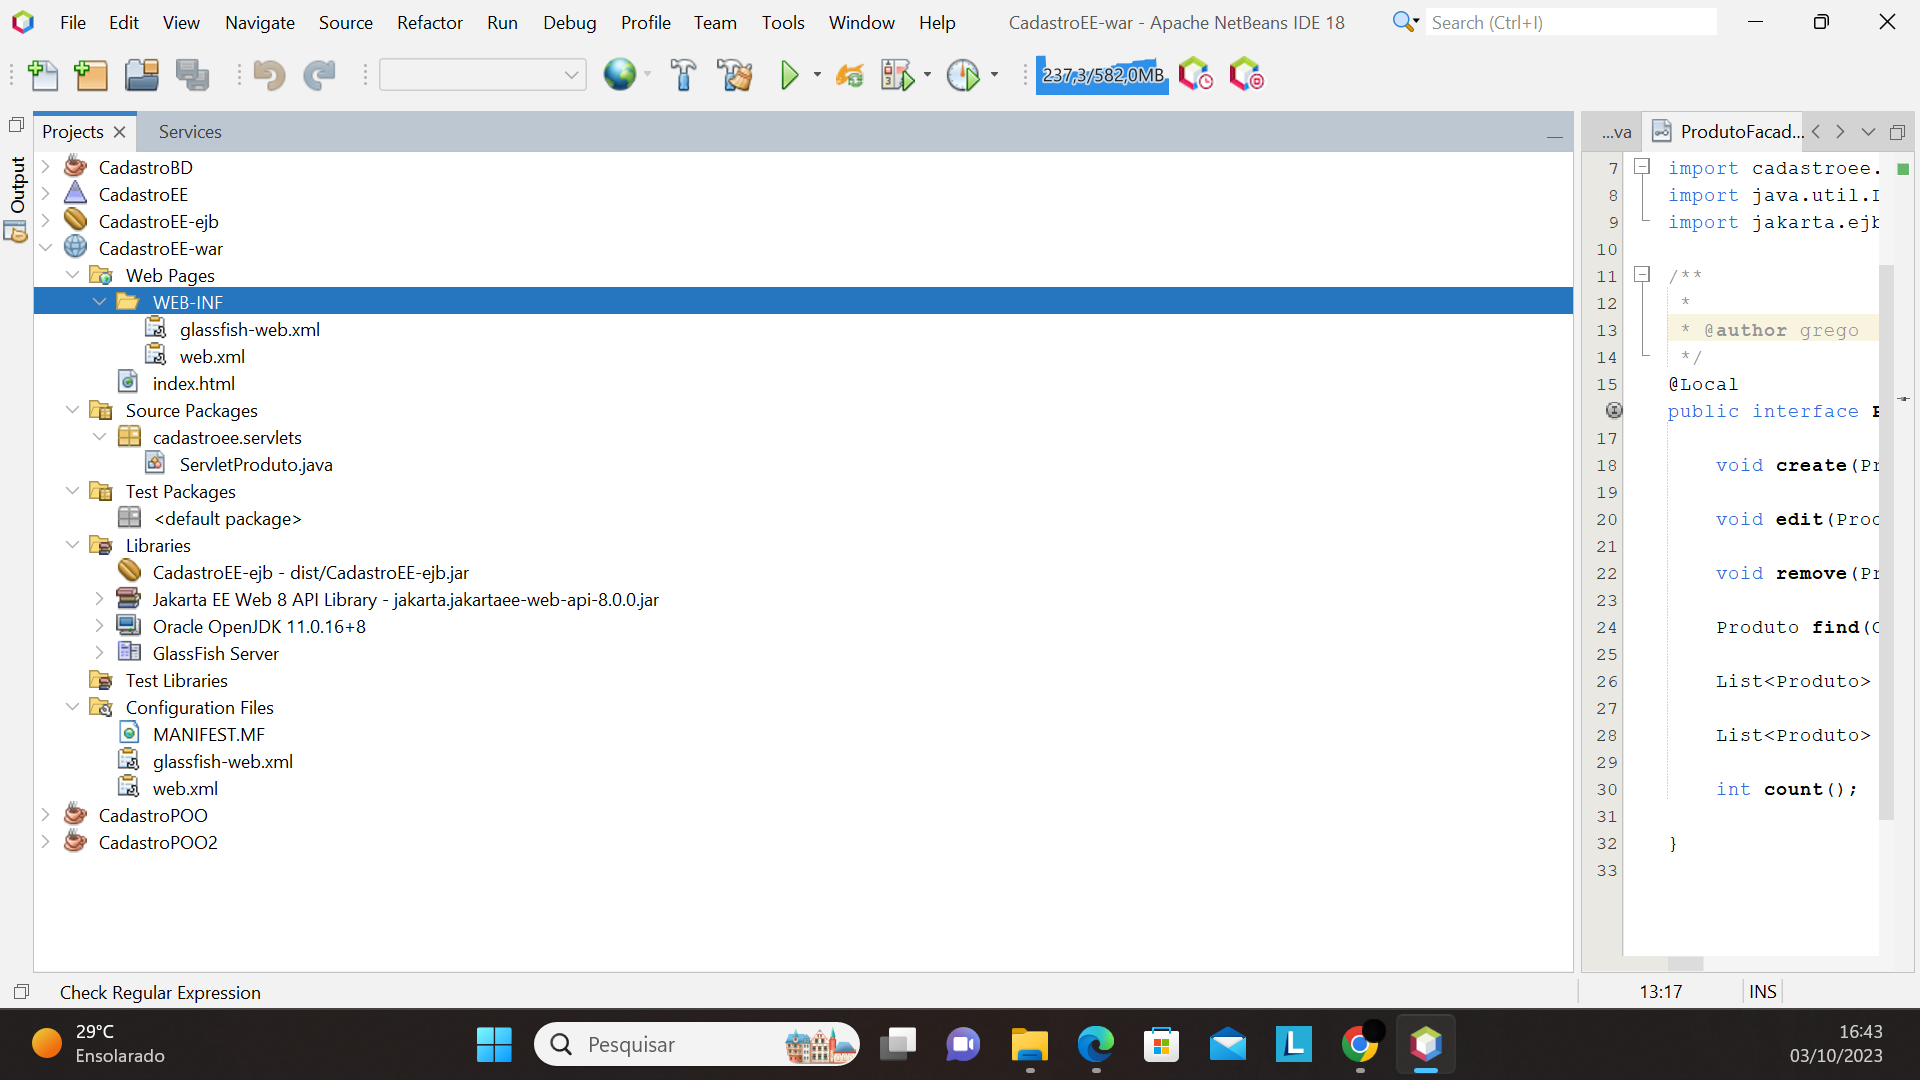 File Edit View Navigate Source Refactor Run Debug Profile Team Tools Window Help CadastroEE-war - Apache NetBeans IDE 18 Search (Ctrl+I)
237,3/582,0MB
Output
Projects Services
CadastroBD
CadastroEE
CadastroEE-ejb
CadastroEE-war
Web Pages
WEB-INF
glassfish-web.xml
web.xml
index.html
Source Packages
cadastroee.servlets
ServletProduto.java
Test Packages
<default package>
Libraries
CadastroEE-ejb - dist/CadastroEE-ejb.jar
Jakarta EE Web 8 API Library - jakarta.jakartaee-web-api-8.0.0.jar
Oracle OpenJDK 11.0.16+8
GlassFish Server
Test Libraries
Configuration Files
MANIFEST.MF
glassfish-web.xml
web.xml
CadastroPOO
CadastroPOO2
...va ProdutoFacad...
7 import cadastroee.
8 import java.util.
9 import jakarta.ejb
10
11 /**
12 *
13 * @author grego
14 */
15 @Local
public interface
17
18 void create(Pr
19
20 void edit(Prod
21
22 void remove(Pr
23
24 Produto find(
25
26 List<Produto>
27
28 List<Produto>
29
30 int count();
31
32 }
33
Check Regular Expression 13:17 INS
29°C
Ensolarado
Pesquisar
L
16:43
03/10/2023